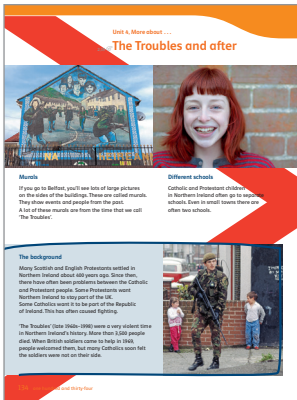 Unit 4, More about . . .
The Troubles and after
Murals
If you go to Belfast, you'll see lots of large pictures
on the sides of the buildings. These are called murals.
They show events and people from the past.
A lot of these murals are from the time that we call
'The Troubles'.
Different schools
Catholic and Protestant children
in Northern Ireland often go to separate
schools. Even in small towns there are
often two schools.
The background
Many Scottish and English Protestants settled in
Northern Ireland about 400 years ago. Since then,
there have often been problems between the Catholic
and Protestant people. Some Protestants want
Northern Ireland to stay part of the UK.
Some Catholics want it to be part of the Republic
of Ireland. This has often caused fighting.
'The Troubles' (late 1960s–1998) were a very violent time
in Northern Ireland's history. More than 3,500 people
died. When British soldiers came to help in 1969,
people welcomed them, but many Catholics soon felt
the soldiers were not on their side.
134 and thirty-four